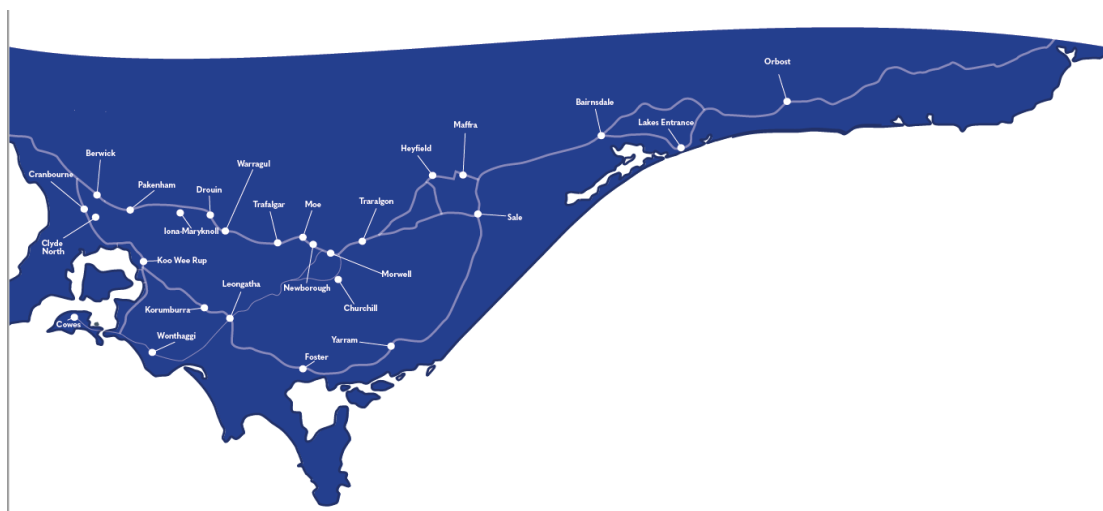 Orbost
Bairnsdale
Lakes Entrance
Maffra
Heyfield
Berwick
Warragul
Cranbourne
Pakenham
Drouin
Trafalgar
Moe
Traralgon
Sale
Iona-Maryknoll
Clyde
North
Koo Wee Rup
Morwell
Leongatha
Newborough
Churchill
Korumburra
Cowes
Wonthaggi
Yarram
Foster